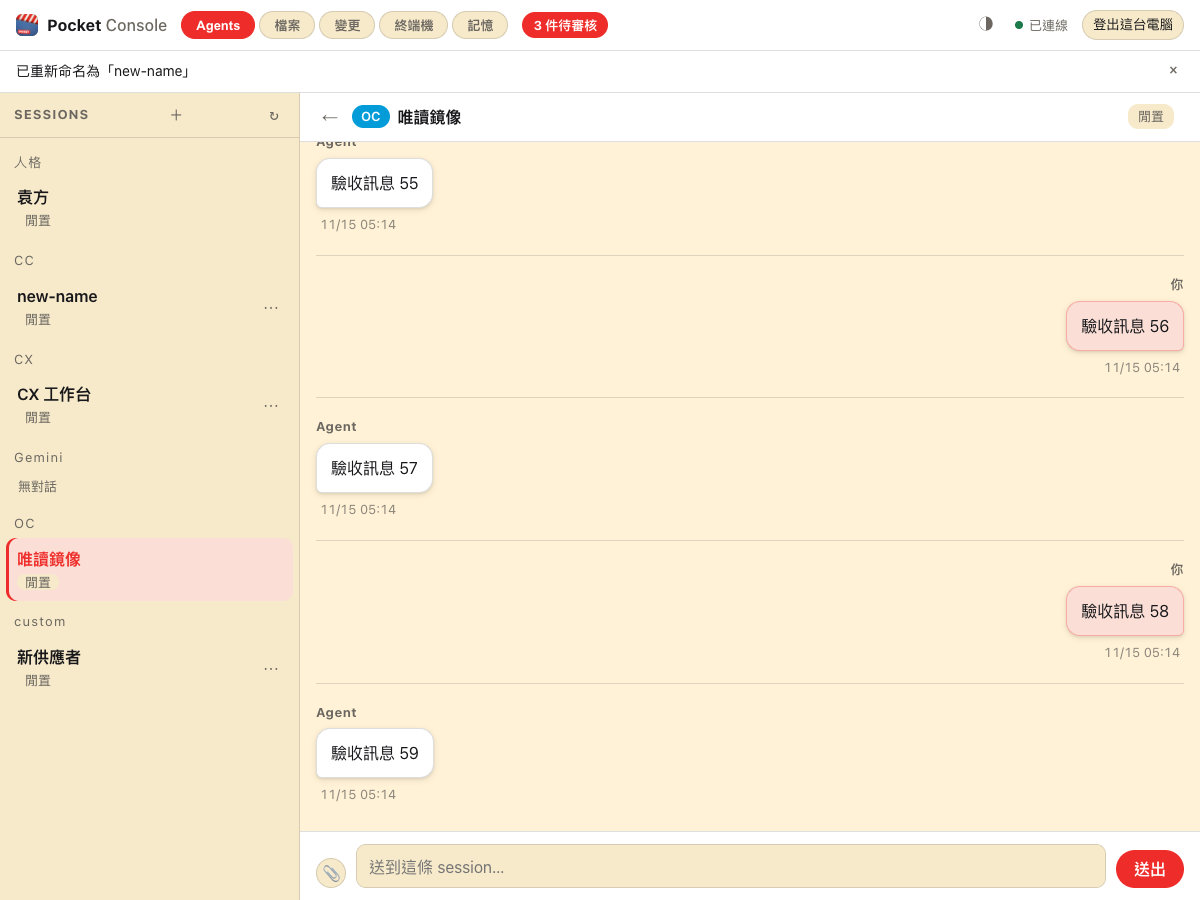 Pocket Console
Agents
檔案
變更
終端機
記憶
3 件待審核
已連線
登出這台電腦
已重新命名為「new-name」
×
SESSIONS
+
↻
人格
袁方
閒置
CC
new-name
閒置
...
CX
CX 工作台
閒置
...
Gemini
無對話
OC
唯讀鏡像
閒置
custom
新供應者
閒置
...
← OC 唯讀鏡像
閒置
Agent
驗收訊息 55
11/15 05:14
你
驗收訊息 56
11/15 05:14
Agent
驗收訊息 57
11/15 05:14
你
驗收訊息 58
11/15 05:14
Agent
驗收訊息 59
11/15 05:14
送到這條 session...
送出